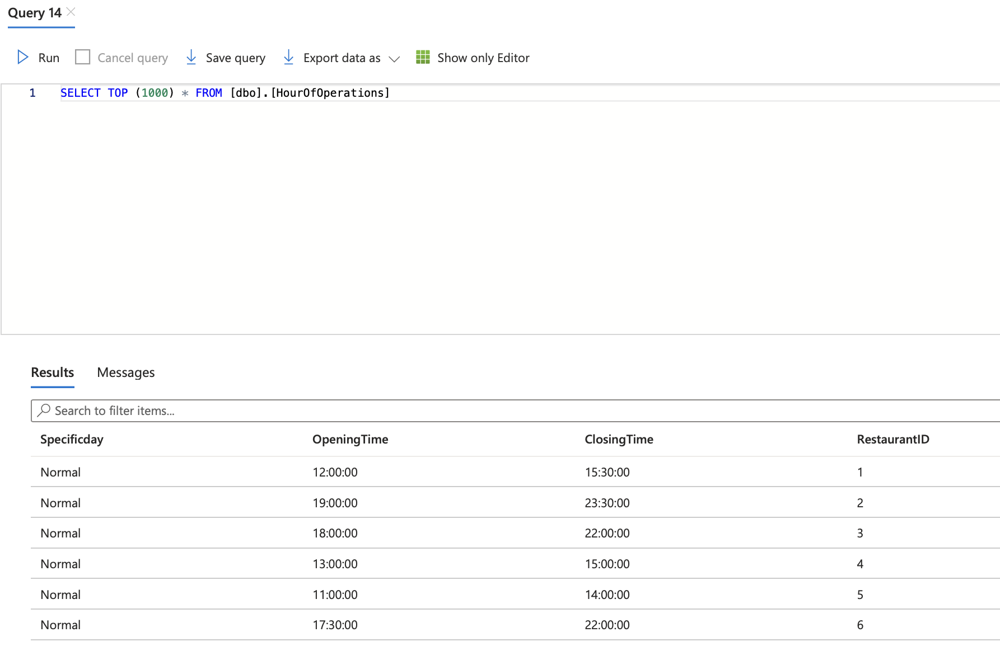 Query 14
Run Cancel query Save query Export data as Show only Editor
1 SELECT TOP (1000) * FROM [dbo].[HourOfOperations]
Results Messages
Search to filter items...
Specificday OpeningTime ClosingTime RestaurantID
Normal 12:00:00 15:30:00 1
Normal 19:00:00 23:30:00 2
Normal 18:00:00 22:00:00 3
Normal 13:00:00 15:00:00 4
Normal 11:00:00 14:00:00 5
Normal 17:30:00 22:00:00 6